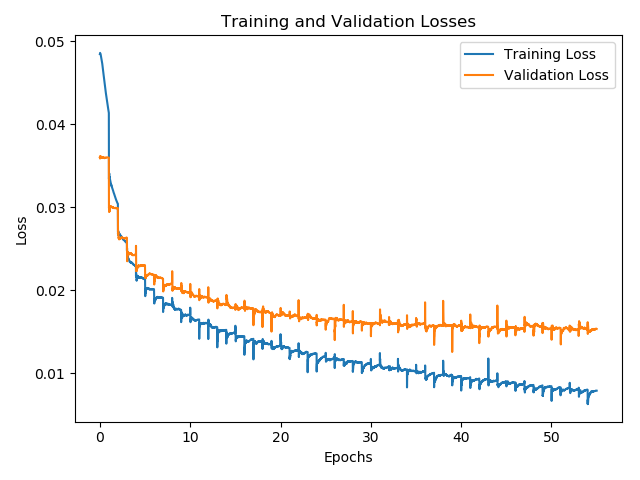 Training and Validation Losses
Training Loss
Validation Loss
0.05
0.04
0.03
0.02
0.01
Loss
0
10
20
30
40
50
Epochs